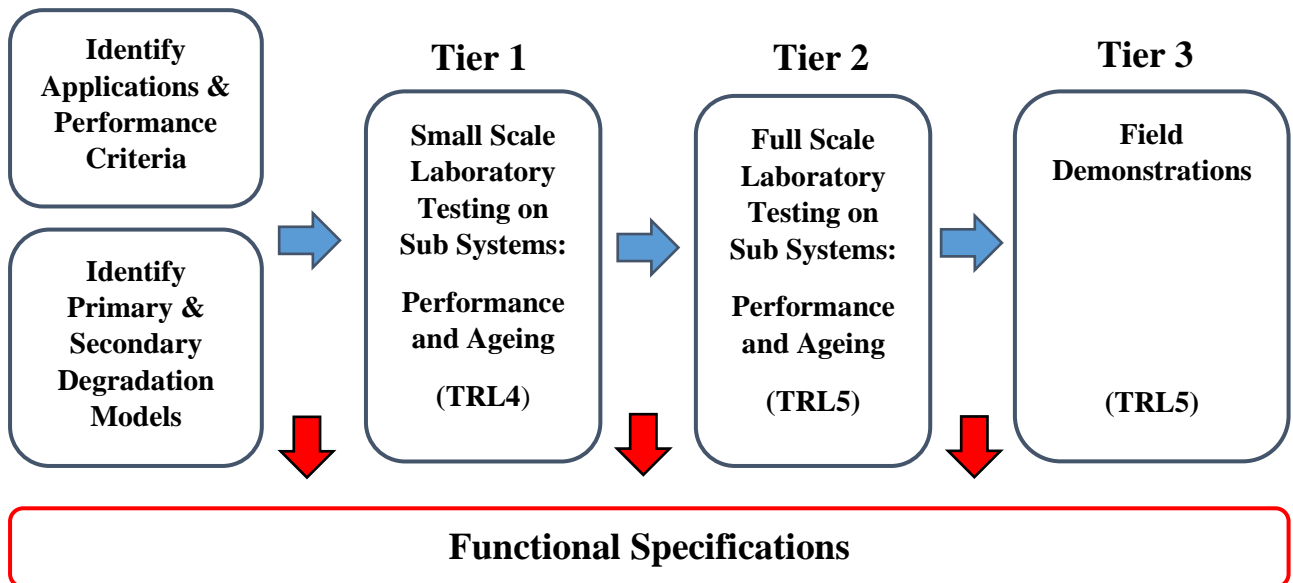 Identify
Applications &
Performance
Criteria
Identify
Primary &
Secondary
Degradation
Models
Tier 1
Small Scale
Laboratory
Testing on
Sub Systems:
Performance
and Ageing
(TRL4)
Tier 2
Full Scale
Laboratory
Testing on
Sub Systems:
Performance
and Ageing
(TRL5)
Tier 3
Field
Demonstrations
(TRL5)
Functional Specifications